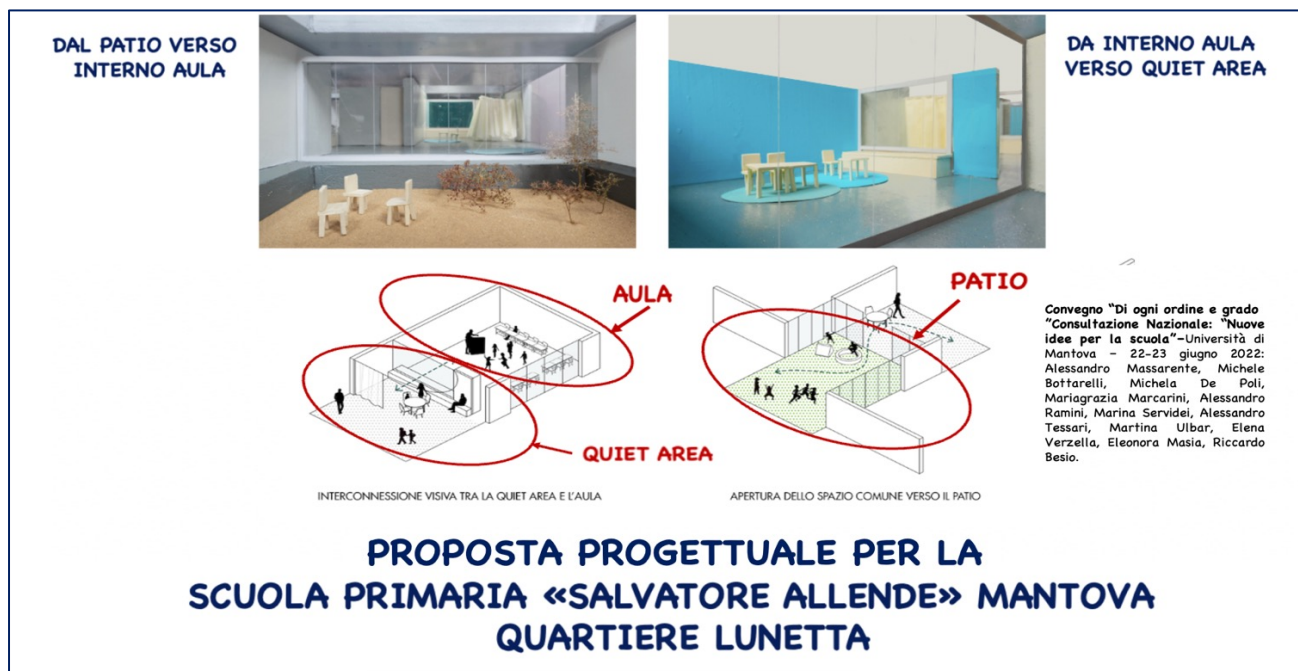 DAL PATIO VERSO
INTERNO AULA
DA INTERNO AULA
VERSO QUIET AREA
AULA
QUIET AREA
INTERCONNESSIONE VISIVA TRA LA QUIET AREA E L'AULA
PATIO
APERTURA DELLO SPAZIO COMUNE VERSO IL PATIO
Convegno “Di ogni ordine e grado
“Consultazione Nazionale: “Nuove
idee per la scuola”-Università di
Mantova - 22-23 giugno 2022:
Alessandro Massarente, Michele
Bottarelli, Michela De Poli,
Mariagrazia Marcarini, Alessandro
Ramini, Marina Servidei, Alessandro
Tessari, Martina Ulbar, Elena
Verzella, Eleonora Masia, Riccardo
Besio.
PROPOSTA PROGETTUALE PER LA
SCUOLA PRIMARIA «SALVATORE ALLENDE» MANTOVA
QUARTIERE LUNETTA